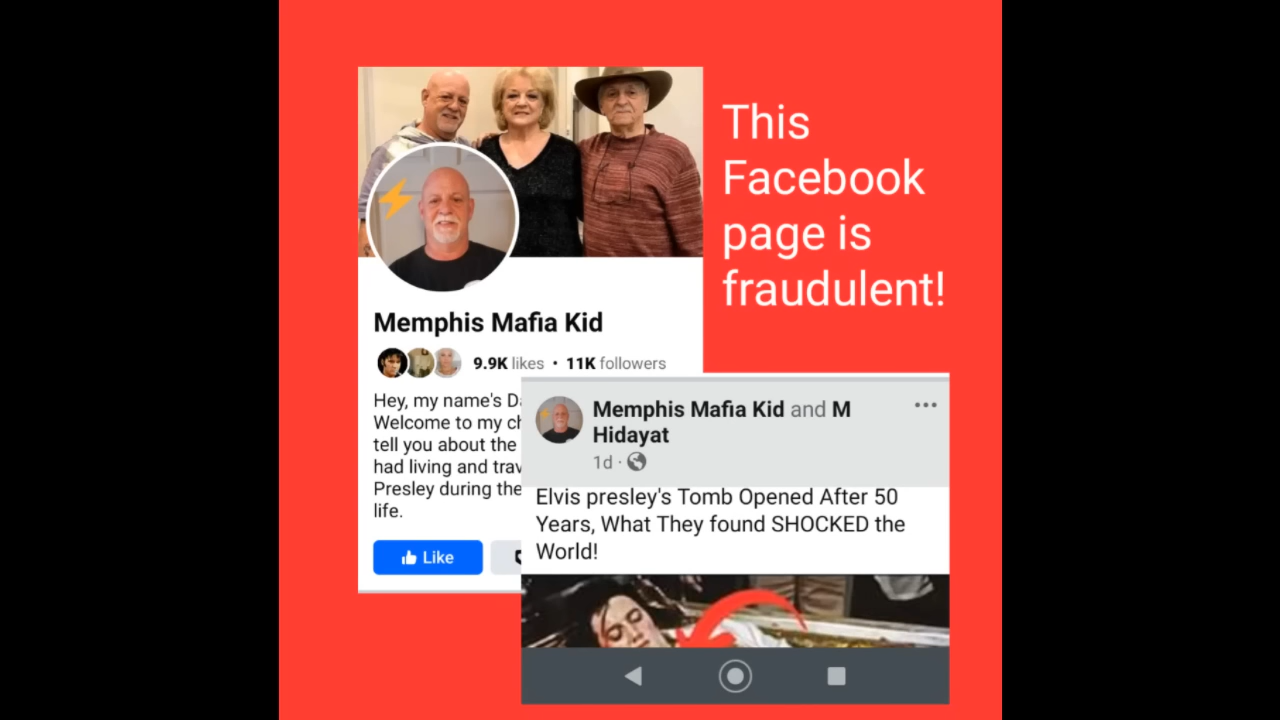 This
Facebook
page is
fraudulent!
Memphis Mafia Kid
9.9K likes • 11K followers
Hey, my name's
Welcome to my
tell you about the
had living and
Presley during the
life.
Like
Memphis Mafia Kid and M
Hidayat
1d ·
Elvis presley's Tomb Opened After 50
Years, What They found SHOCKED the
World!